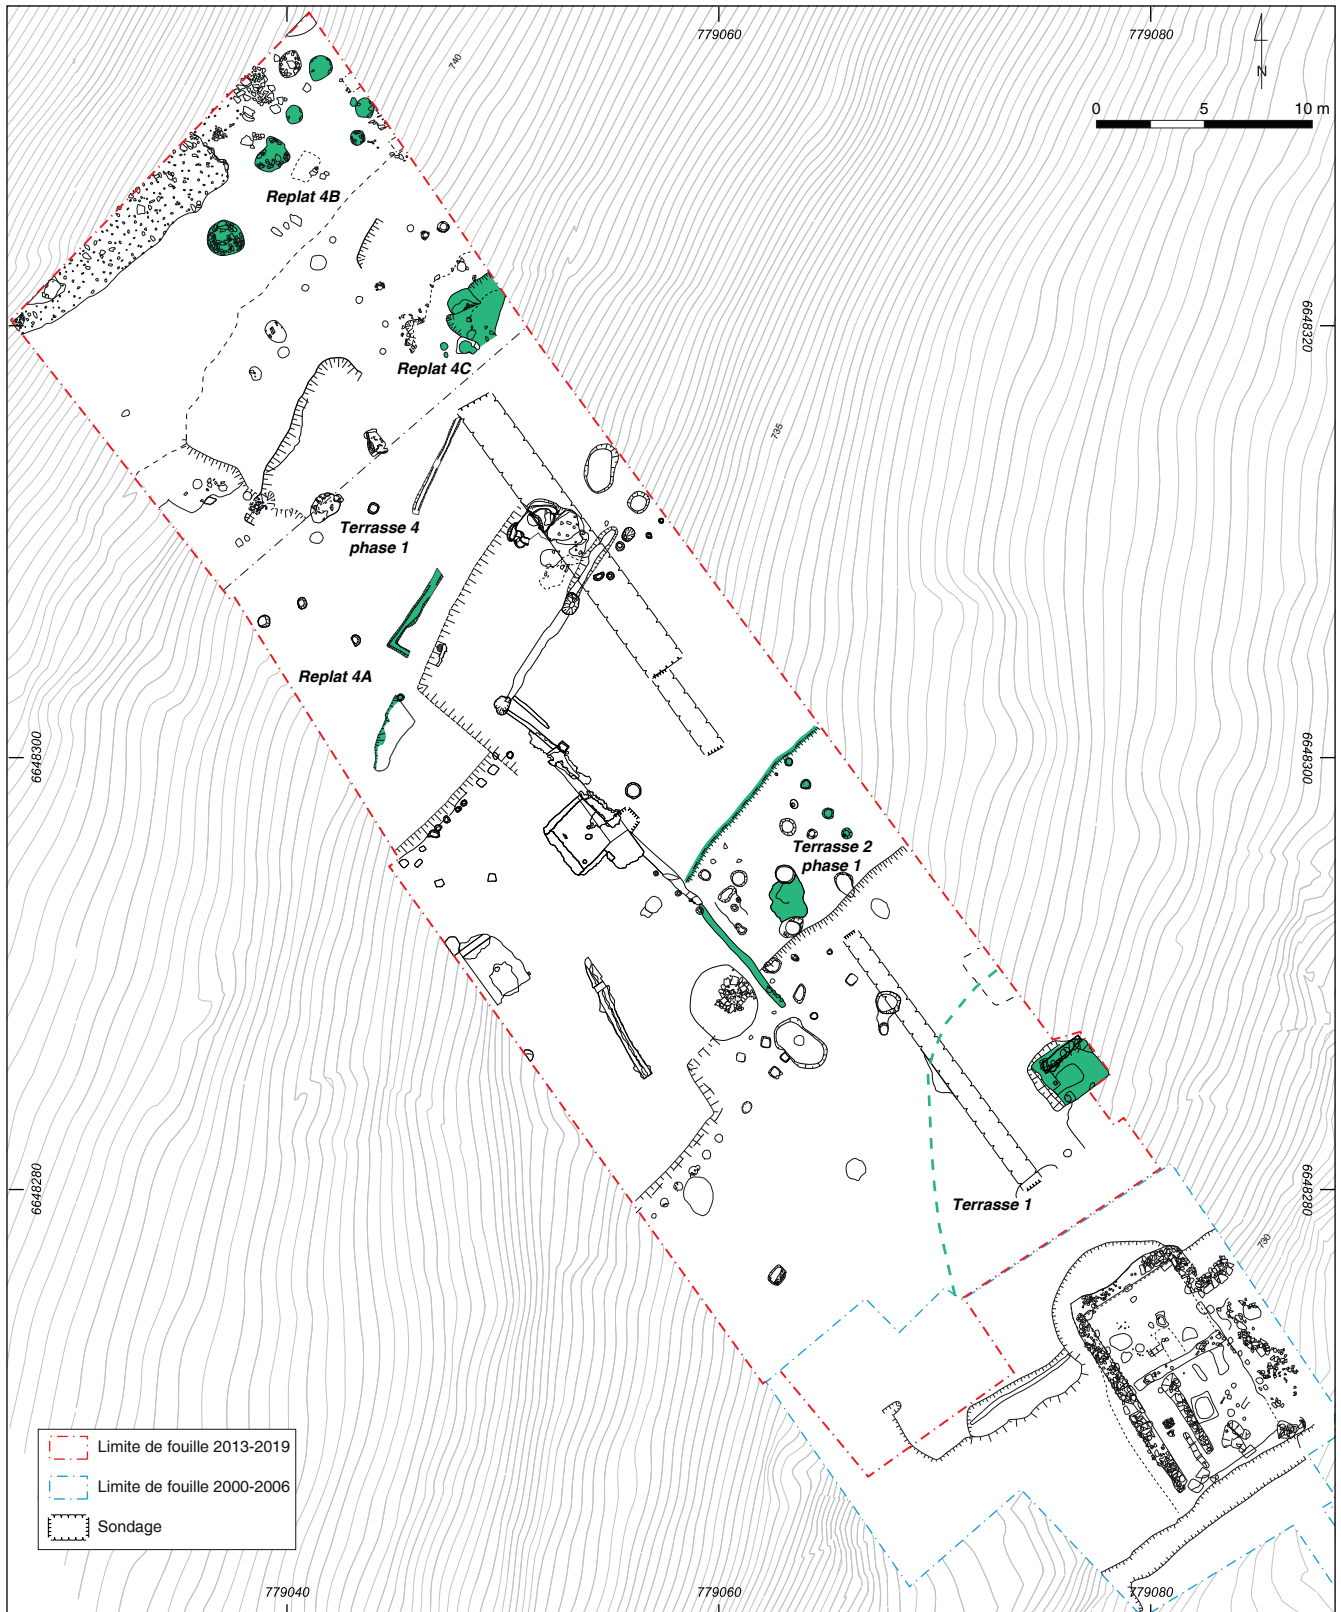 779060
779080
740
N
0 5 10 m
Replat 4B
6648320
Replat 4C
735
Terrasse 4
phase 1
Replat 4A
6648300
6648300
Terrasse 2
phase 1
6648280
6648280
Terrasse 1
730
Limite de fouille 2013-2019
Limite de fouille 2000-2006
Sondage
779040
779060
779080